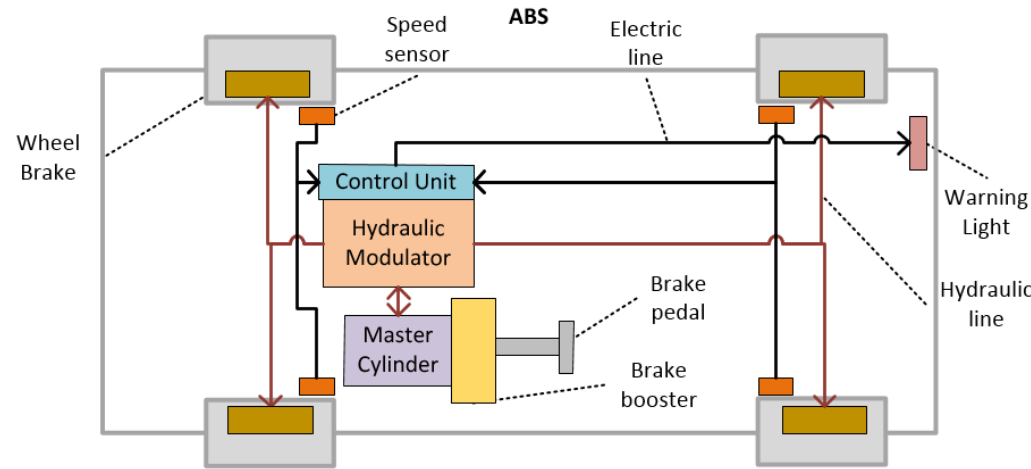 ABS
Speed
sensor
Electric
line
Wheel
Brake
Control Unit
Warning
Light
Hydraulic
Modulator
Brake
pedal
Hydraulic
line
Master
Cylinder
Brake
booster